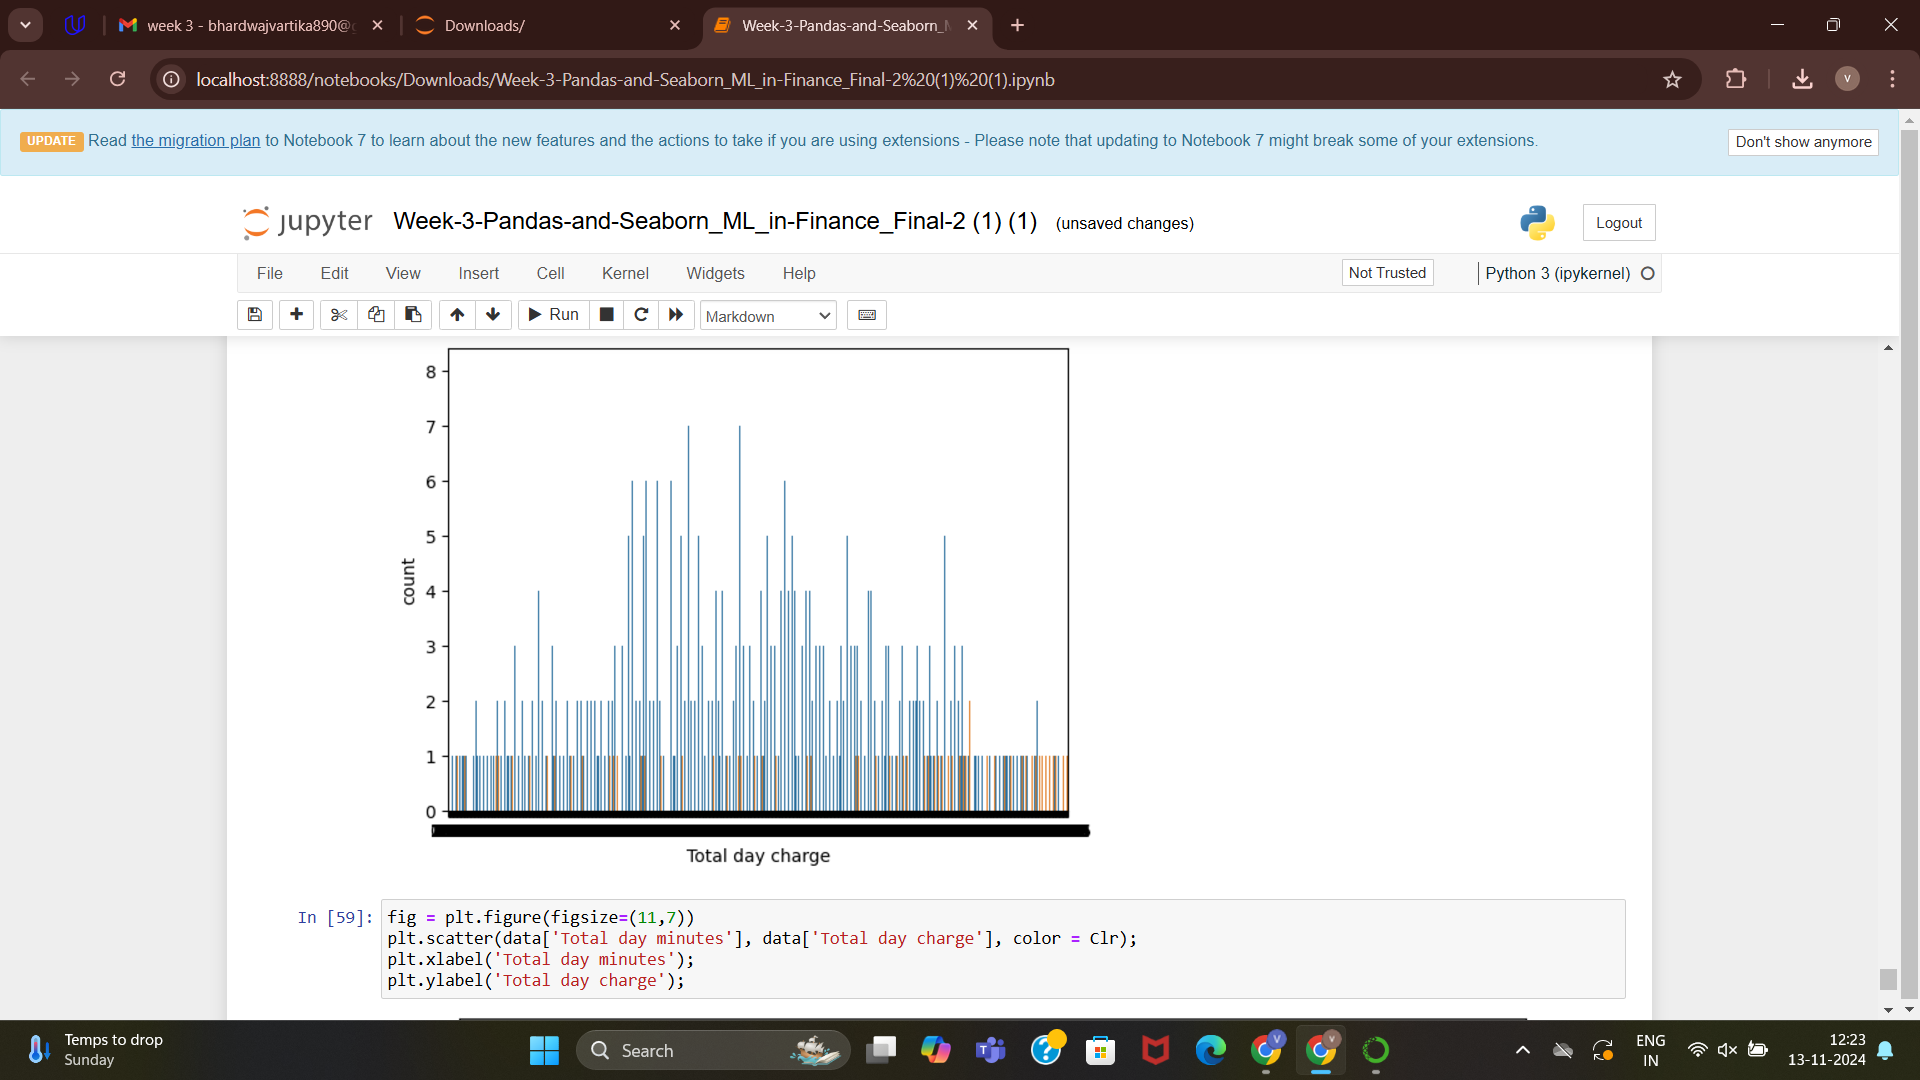 week 3 - bhardwajvartika890@
Downloads/
Week-3-Pandas-and-Seaborn_
localhost:8888/notebooks/Downloads/Week-3-Pandas-and-Seaborn_ML_in-Finance_Final-2%20(1)%20(1).ipynb
V
UPDATE Read the migration plan to Notebook 7 to learn about the new features and the actions to take if you are using extensions - Please note that updating to Notebook 7 might break some of your extensions.
Don't show anymore
jupyter Week-3-Pandas-and-Seaborn_ML_in-Finance_Final-2 (1) (1) (unsaved changes)
Logout
File Edit View Insert Cell Kernel Widgets Help
Not Trusted
Python 3 (ipykernel)
Run
Markdown
8
7
6
5
4
3
2
1
0
count
Total day charge
In [59]:
fig = plt.figure(figsize=(11,7))
plt.scatter(data['Total day minutes'], data['Total day charge'], color = Clr);
plt.xlabel('Total day minutes');
plt.ylabel('Total day charge');
Temps to drop
Sunday
Search
ENG
IN
12:23
13-11-2024